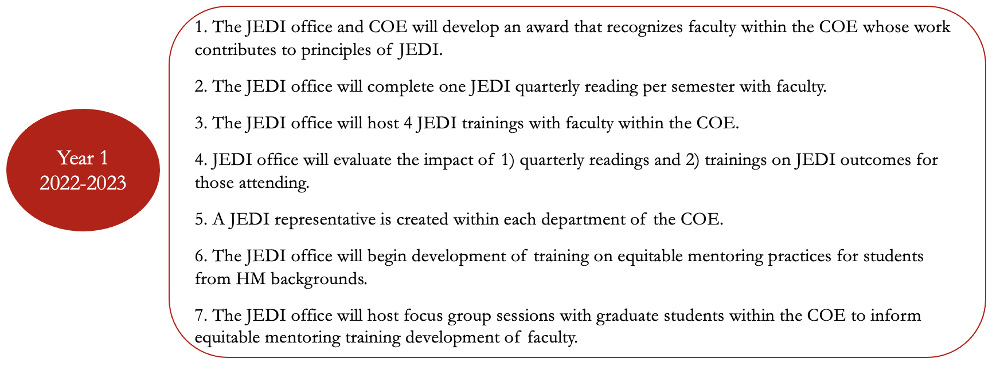 Year 1
2022-2023
1. The JEDI office and COE will develop an award that recognizes faculty within the COE whose work
contributes to principles of JEDI.
2. The JEDI office will complete one JEDI quarterly reading per semester with faculty.
3. The JEDI office will host 4 JEDI trainings with faculty within the COE.
4. JEDI office will evaluate the impact of 1) quarterly readings and 2) trainings on JEDI outcomes for
those attending.
5. A JEDI representative is created within each department of the COE.
6. The JEDI office will begin development of training on equitable mentoring practices for students
from HM backgrounds.
7. The JEDI office will host focus group sessions with graduate students within the COE to inform
equitable mentoring training development of faculty.